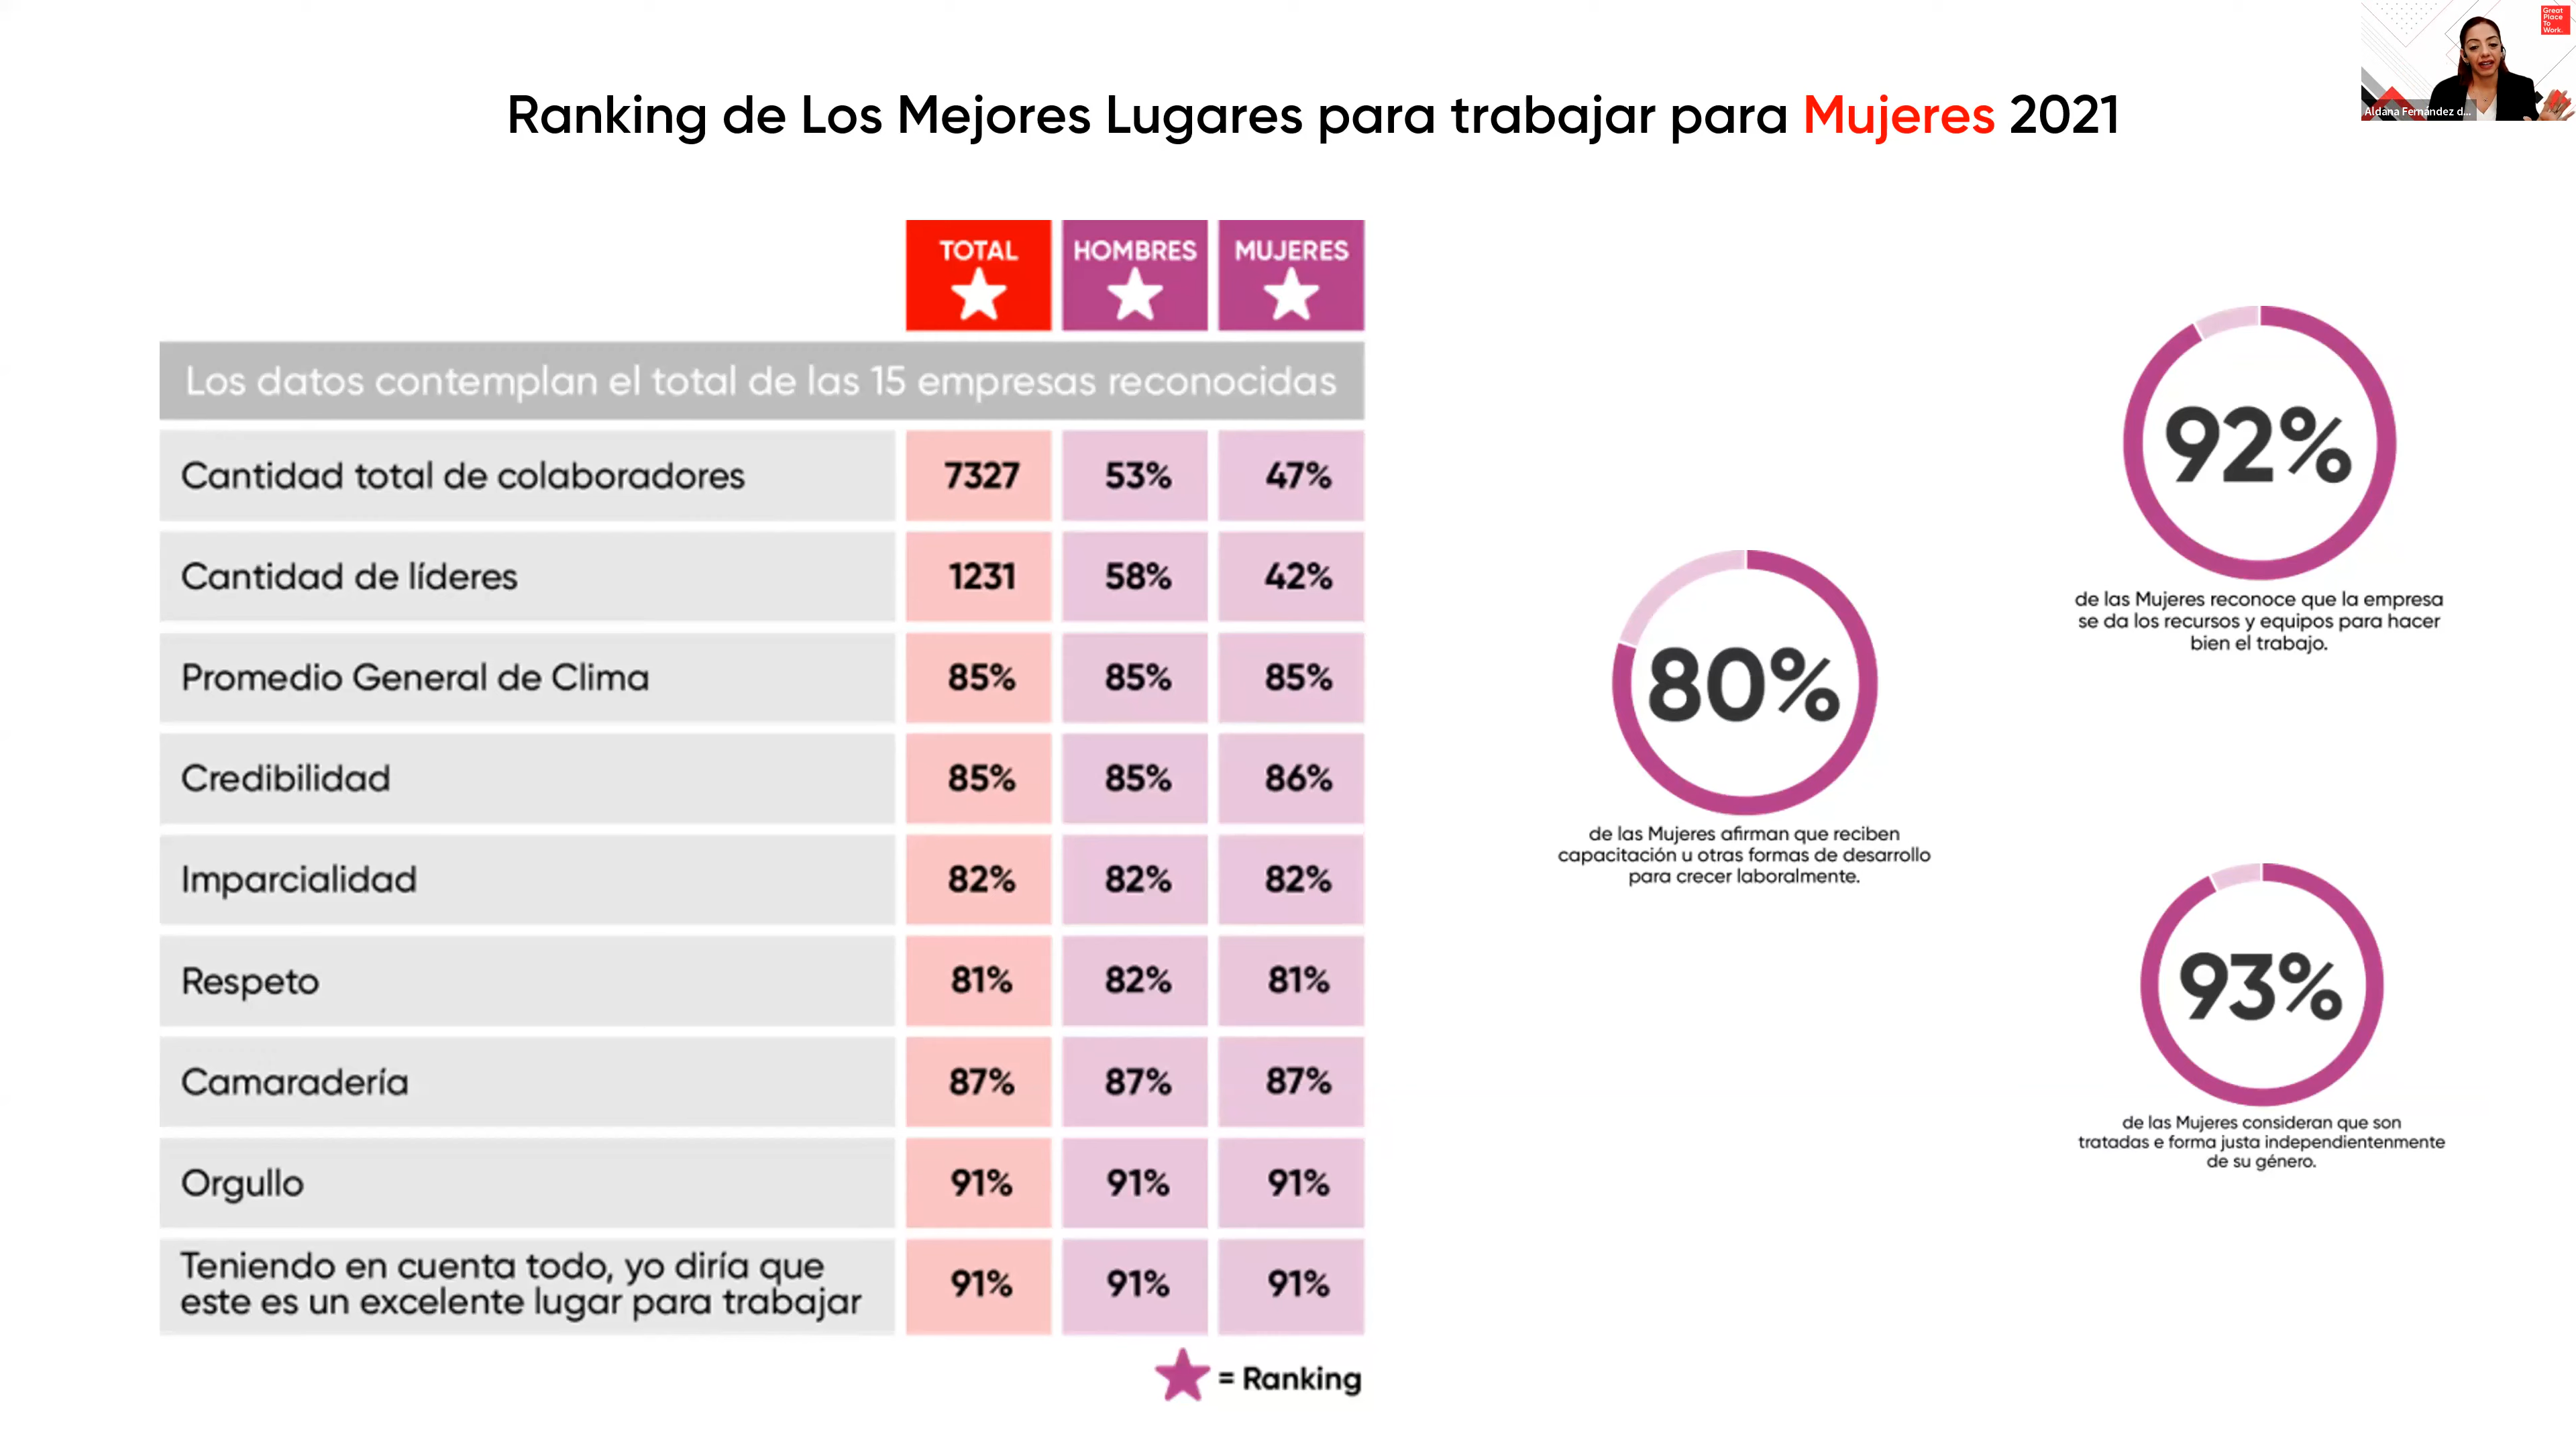 Great
Place
To
Work.
Aldana Fernández d...
Ranking de Los Mejores Lugares para trabajar para Mujeres 2021
TOTAL HOMBRES MUJERES
Los datos contemplan el total de las 15 empresas reconocidas
Cantidad total de colaboradores 7327 53% 47%
Cantidad de líderes 1231 58% 42%
Promedio General de Clima 85% 85% 85%
Credibilidad 85% 85% 86%
Imparcialidad 82% 82% 82%
Respeto 81% 82% 81%
Camaradería 87% 87% 87%
Orgullo 91% 91% 91%
Teniendo en cuenta todo, yo diría que
este es un excelente lugar para trabajar 91% 91% 91%
= Ranking
80%
de las Mujeres afirman que reciben
capacitación u otras formas de desarrollo
para crecer laboralmente.
92%
de las Mujeres reconoce que la empresa
se da los recursos y equipos para hacer
bien el trabajo.
93%
de las Mujeres consideran que son
tratadas e forma justa independientenmente
de su género.